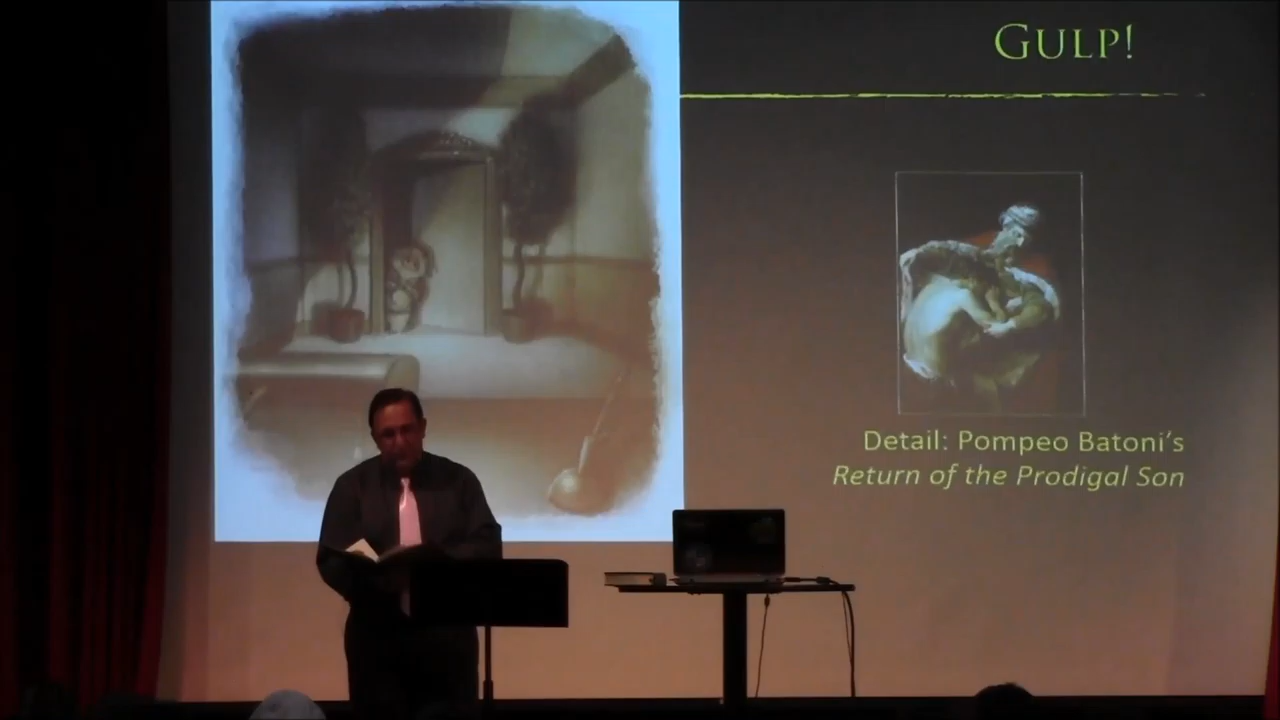 GULP!
Detail: Pompeo Batoni's
Return of the Prodigal Son